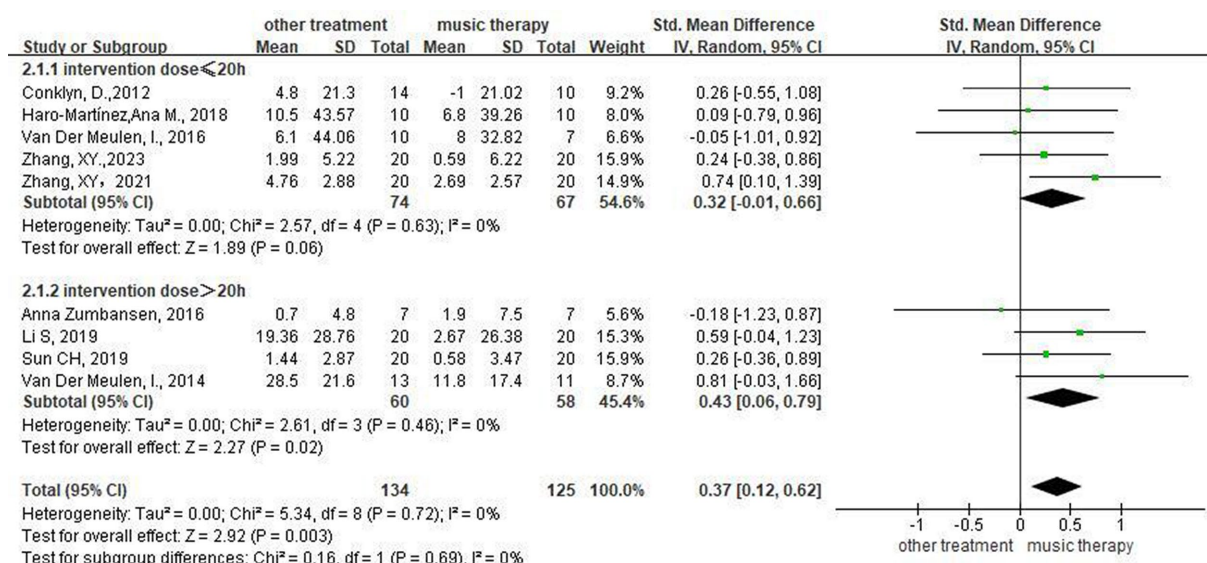 other treatment music therapy Std. Mean Difference Std. Mean Difference
Study or Subgroup Mean SD Total Mean SD Total Weight IV, Random, 95% CI IV, Random, 95% CI
2.1.1 intervention dose≤20h
Conklyn, D.,2012 4.8 21.3 14 -1 21.02 10 9.2% 0.26 [-0.55, 1.08]
Haro-Martínez,Ana M., 2018 10.5 43.57 10 6.8 39.26 10 8.0% 0.09 [-0.79, 0.96]
Van Der Meulen, I., 2016 6.1 44.06 10 8 32.82 7 6.6% -0.05 [-1.01, 0.92]
Zhang, XY.,2023 1.99 5.22 20 0.59 6.22 20 15.9% 0.24 [-0.38, 0.86]
Zhang, XY，2021 4.76 2.88 20 2.69 2.57 20 14.9% 0.74 [0.10, 1.39]
Subtotal (95% CI) 74 67 54.6% 0.32 [-0.01, 0.66]
Heterogeneity: Tau² = 0.00; Chi² = 2.57, df = 4 (P = 0.63); I² = 0%
Test for overall effect: Z = 1.89 (P = 0.06)
2.1.2 intervention dose＞20h
Anna Zumbansen, 2016 0.7 4.8 7 1.9 7.5 7 5.6% -0.18 [-1.23, 0.87]
Li S, 2019 19.36 28.76 20 2.67 26.38 20 15.3% 0.59 [-0.04, 1.23]
Sun CH, 2019 1.44 2.87 20 0.58 3.47 20 15.9% 0.26 [-0.36, 0.89]
Van Der Meulen, I., 2014 28.5 21.6 13 11.8 17.4 11 8.7% 0.81 [-0.03, 1.66]
Subtotal (95% CI) 60 58 45.4% 0.43 [0.06, 0.79]
Heterogeneity: Tau² = 0.00; Chi² = 2.61, df = 3 (P = 0.46); I² = 0%
Test for overall effect: Z = 2.27 (P = 0.02)
Total (95% CI) 134 125 100.0% 0.37 [0.12, 0.62]
Heterogeneity: Tau² = 0.00; Chi² = 5.34, df = 8 (P = 0.72); I² = 0%
Test for overall effect: Z = 2.92 (P = 0.003)
Test for subgroup differences: Chi² = 0.16, df = 1 (P = 0.69), I² = 0%
-1 -0.5 0 0.5 1
other treatment music therapy